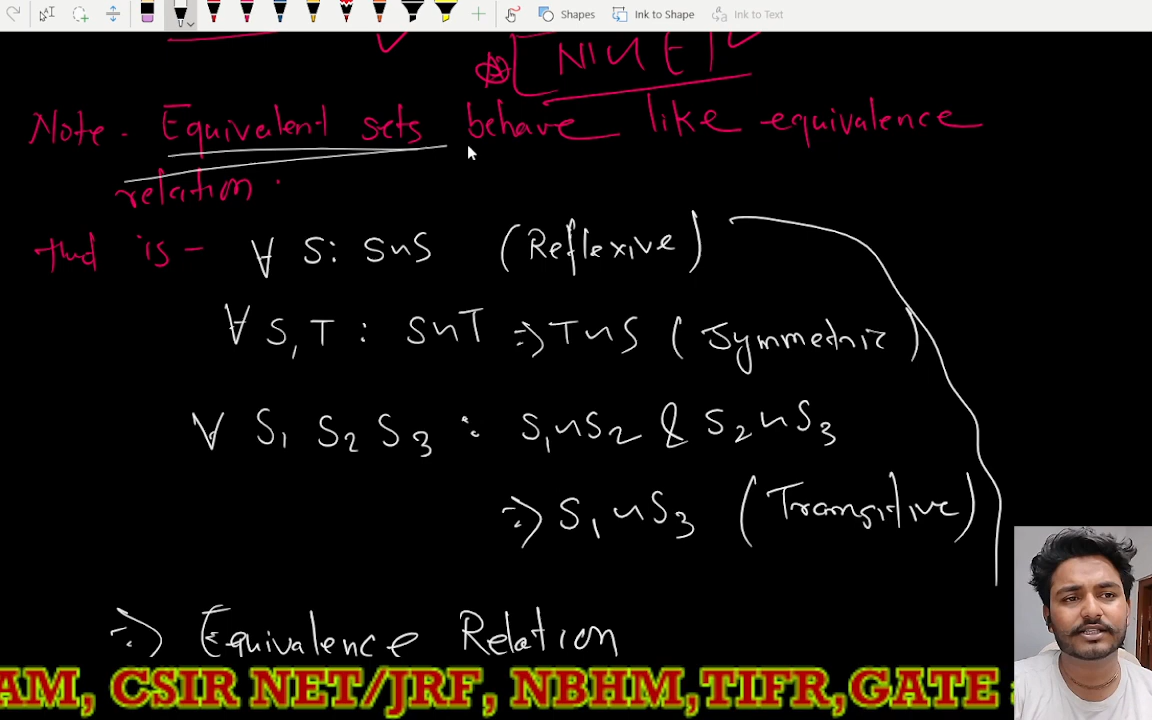 Shapes
Ink to Shape
Ink to Text
N|~E|
Note - Equivalent sets behave like equivalence
relation.
that is - ∀ S: S~S (Reflexive)
∀ S,T : S~T ⇒ T~S (Symmetric)
∀ S1 S2 S3 : S1~S2 & S2~S3
⇒ S1~S3 (Transitive)
⇒ Equivalence Relation
AM, CSIR NET/JRF, NBHM,TIFR,GATE